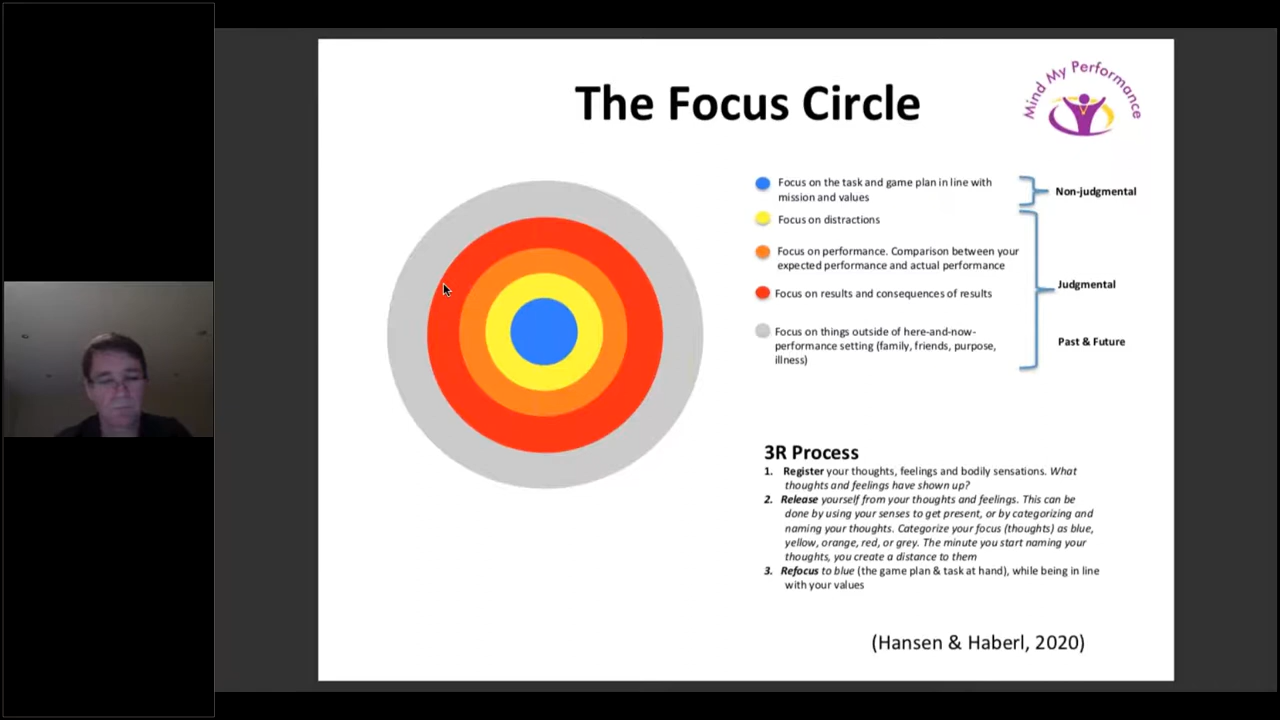 The Focus Circle
Mind My Performance
Focus on the task and game plan in line with
mission and values
Non-judgmental
Focus on distractions
Focus on performance. Comparison between your
expected performance and actual performance
Judgmental
Focus on results and consequences of results
Focus on things outside of here-and-now-
performance setting (family, friends, purpose,
illness)
Past & Future
3R Process
1. Register your thoughts, feelings and bodily sensations. What
thoughts and feelings have shown up?
2. Release yourself from your thoughts and feelings. This can be
done by using your senses to get present, or by categorizing and
naming your thoughts. Categorize your focus (thoughts) as blue,
yellow, orange, red, or grey. The minute you start naming your
thoughts, you create a distance to them
3. Refocus to blue (the game plan & task at hand), while being in line
with your values
(Hansen & Haberl, 2020)